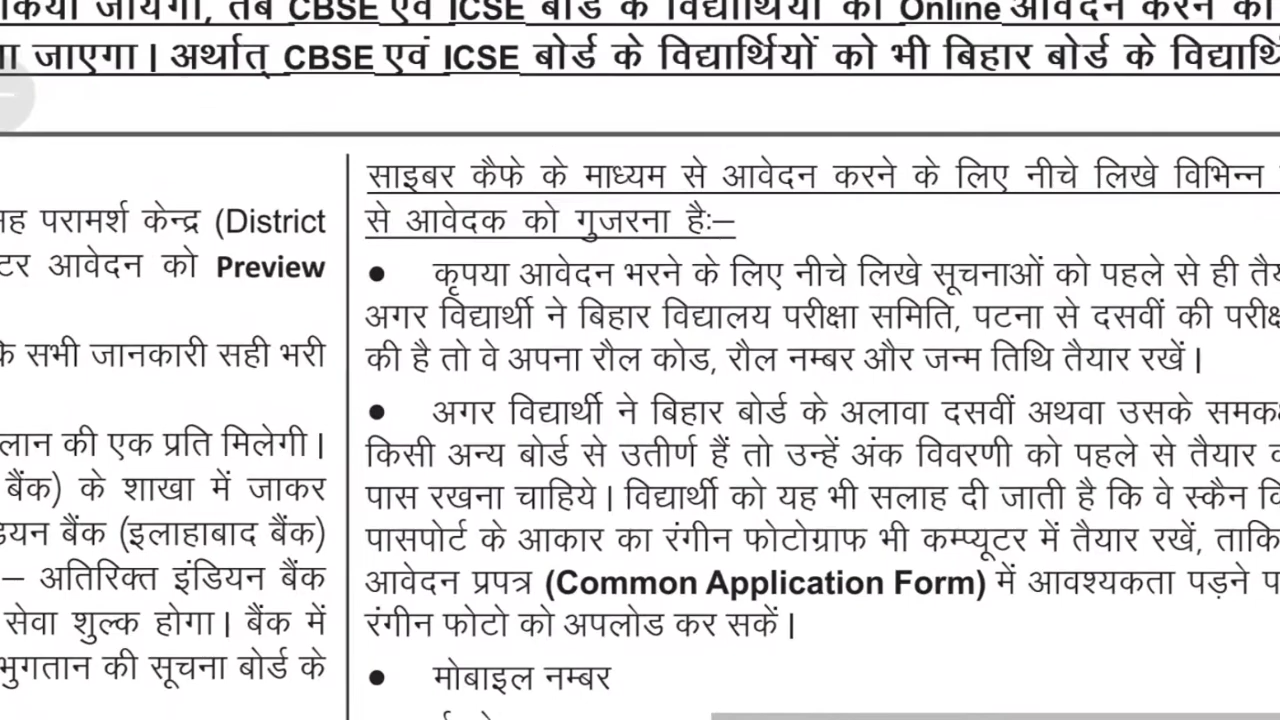 जायेगी, तब CBSE एवं ICSE बोर्ड के विद्यार्थियों को Online आवेदन करने का
जाएगा । अर्थात् CBSE एवं ICSE बोर्ड के विद्यार्थियों को भी बिहार बोर्ड के
परामर्श केन्द्र (District
आवेदन को Preview
सभी जानकारी सही भरी
की एक प्रति मिलेगी ।
बैंक) के शाखा में जाकर
बैंक (इलाहाबाद बैंक)
– अतिरिक्त इंडियन बैंक
सेवा शुल्क होगा । बैंक में
भुगतान की सूचना बोर्ड के
साइबर कैफे के माध्यम से आवेदन करने के लिए नीचे लिखे विभिन्न
से आवेदक को गुजरना है:–
● कृपया आवेदन भरने के लिए नीचे लिखे सूचनाओं को पहले से ही
अगर विद्यार्थी ने बिहार विद्यालय परीक्षा समिति, पटना से दसवीं की
की है तो वे अपना रौल कोड, रौल नम्बर और जन्म तिथि तैयार रखें ।
● अगर विद्यार्थी ने बिहार बोर्ड के अलावा दसवीं अथवा उसके
किसी अन्य बोर्ड से उतीर्ण हैं तो उन्हें अंक विवरणी को पहले से तैयार
पास रखना चाहिये । विद्यार्थी को यह भी सलाह दी जाती है कि वे स्कैन
पासपोर्ट के आकार का रंगीन फोटोग्राफ भी कम्प्यूटर में तैयार रखें, ताकि
आवेदन प्रपत्र (Common Application Form) में आवश्यकता पड़ने
रंगीन फोटो को अपलोड कर सकें ।
● मोबाइल नम्बर